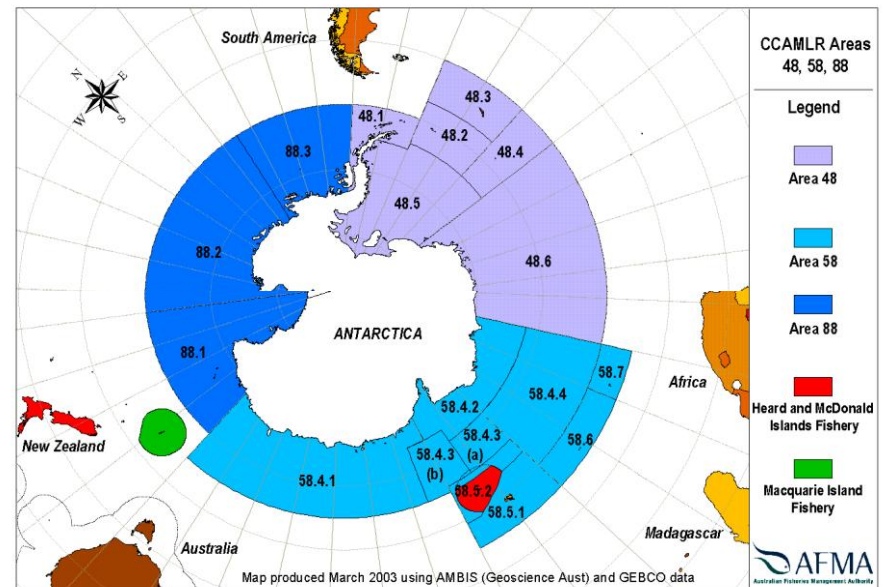 South America
N
E
W
S
48.1
48.3
48.2
48.4
88.3
48.5
88.2
48.6
ANTARCTICA
88.1
58.7
Africa
58.4.4
58.4.2
58.6
New Zealand
58.4.3
(a)
58.4.3
(b)
58.4.1
58.5.2
58.5.1
Madagascar
Australia
Map produced March 2003 using AMBIS (Geoscience Aust) and GEBCO data
CCAMLR Areas
48, 58, 88
Legend
Area 48
Area 58
Area 88
Heard and McDonald
Islands Fishery
Macquarie Island
Fishery
AFMA
Australian Fisheries Management Authority